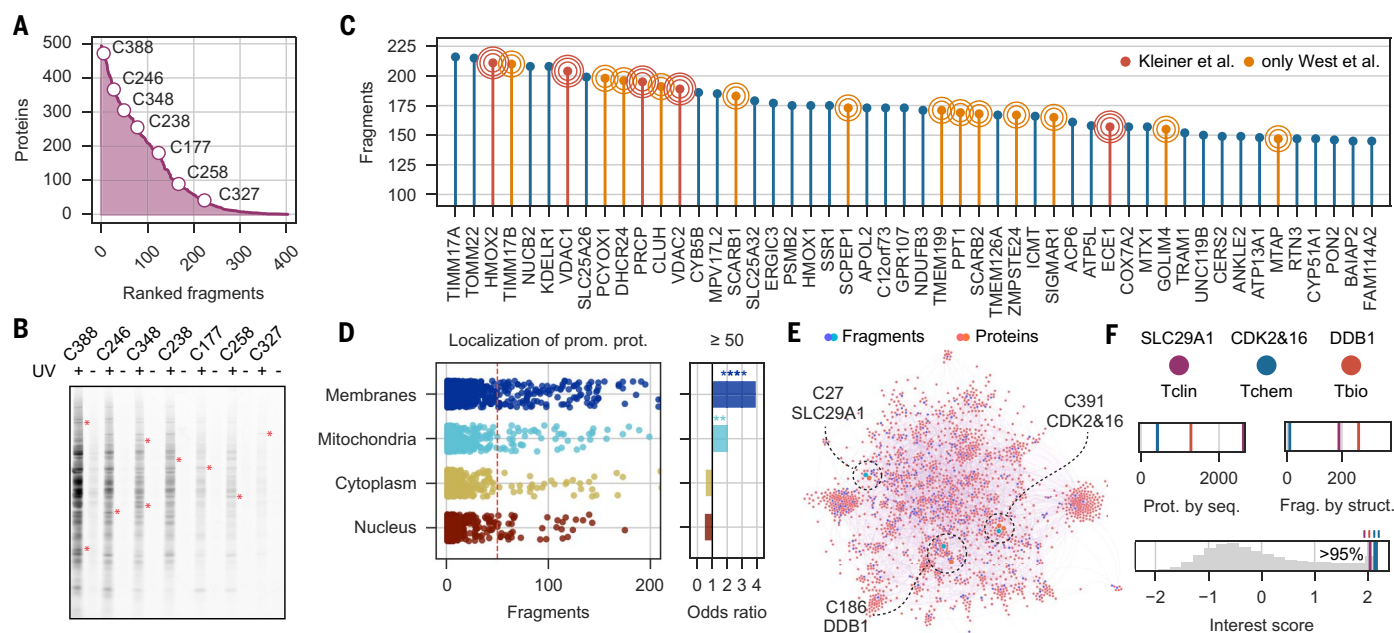 A
500
400
300
200
100
0
Proteins
C388
C246
C348
C238
C177
C258
C327
0 100 200 300 400
Ranked fragments
B
C388 C246 C348 C238 C177 C258 C327
UV + - + - + - + - + - + - + -
* * * * * * * * * *
C
225
200
175
150
125
100
Fragments
Kleiner et al. only West et al.
TIMM17A TOMM22 HMOX2 TIMM17B NUCB2 KDELR1 VDAC1 SLC25A26 PCYOX1 DHCR24 PRCP CLUH VDAC2 CYB5B MPV17L2 SCARB1 SLC25A32 ERGIC3 PSMB2 HMOX1 SSR1 SCPEP1 APOL2 C12orf73 GPR107 NDUFB3 TMEM199 PPT1 SCARB2 TMEM126A ZMPSTE24 ICMT SIGMAR1 ACP6 ATP5L ECE1 COX7A2 MTX1 GOLIM4 TRAM1 UNC119B CERS2 ANKLE2 ATP13A1 MTAP RTN3 CYP51A1 PON2 BAIAP2 FAM114A2
D
Localization of prom. prot. ≥ 50
Membranes
Mitochondria
Cytoplasm
Nucleus
****
**
0 100 200
Fragments
0 1 2 3 4
Odds ratio
E
Fragments Proteins
C27
SLC29A1
C391
CDK2&16
C186
DDB1
F
SLC29A1 CDK2&16 DDB1
Tclin Tchem Tbio
0 2000
Prot. by seq.
0 200
Frag. by struct.
>95%
−2 −1 0 1 2
Interest score